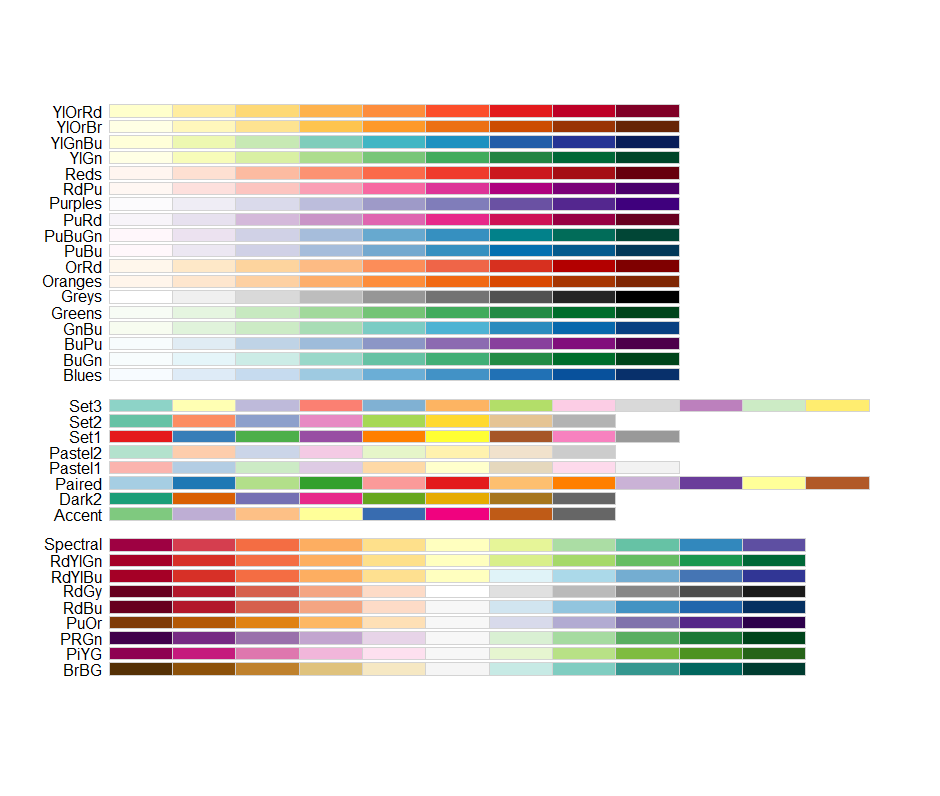 YlOrRd
YlOrBr
YlGnBu
YlGn
Reds
RdPu
Purples
PuRd
PuBuGn
PuBu
OrRd
Oranges
Greys
Greens
GnBu
BuPu
BuGn
Blues
Set3
Set2
Set1
Pastel2
Pastel1
Paired
Dark2
Accent
Spectral
RdYlGn
RdYlBu
RdGy
RdBu
PuOr
PRGn
PiYG
BrBG